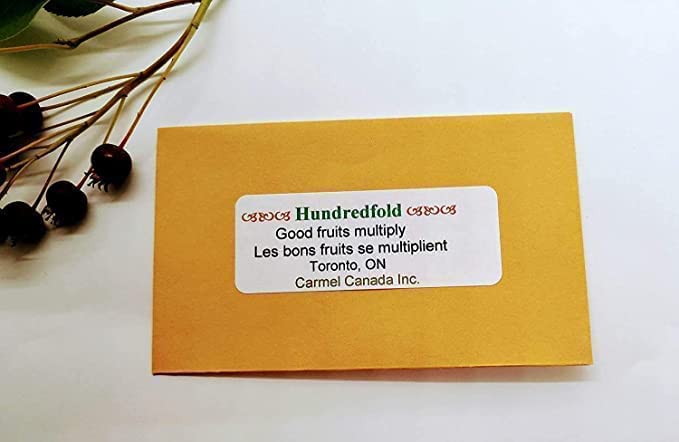 Hundredfold
Good fruits multiply
Les bons fruits se multiplient
Toronto, ON
Carmel Canada Inc.